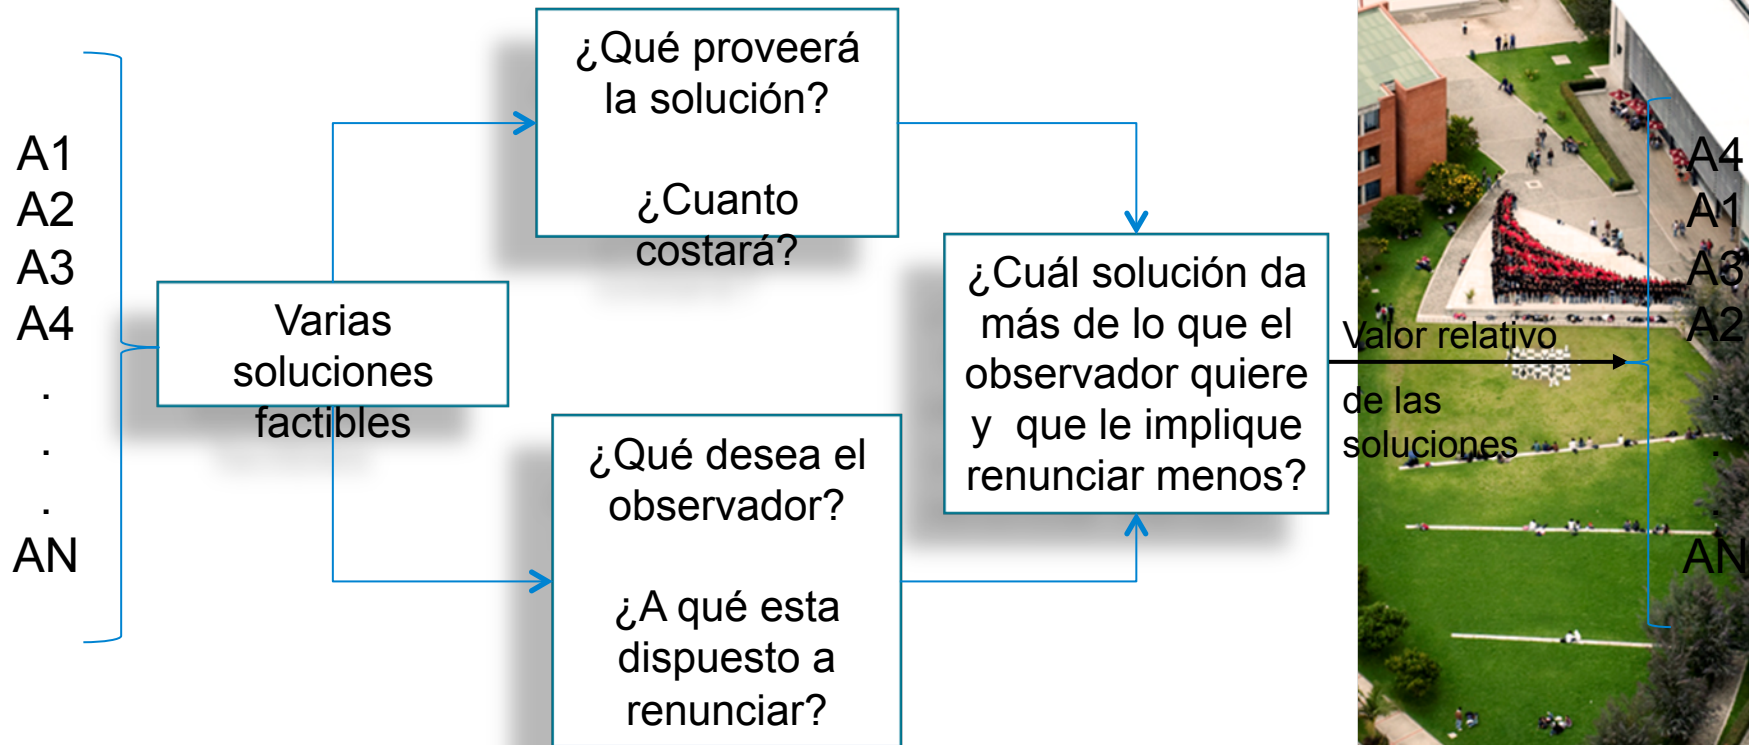 A1
A2
A3
A4
.
.
.
AN
Varias
soluciones
factibles
¿Qué proveerá
la solución?
¿Cuanto
costará?
¿Qué desea el
observador?
¿A qué esta
dispuesto a
renunciar?
¿Cuál solución da
más de lo que el
observador quiere
y que le implique
renunciar menos?
Valor relativo
de las
soluciones
A4
A1
A3
A2
.
.
.
AN